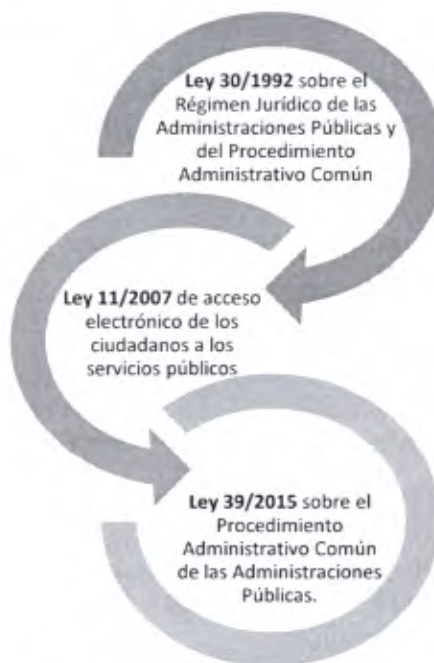 Ley 30/1992 sobre el
Régimen Jurídico de las
Administraciones Públicas y
del Procedimiento
Administrativo Común
Ley 11/2007 de acceso
electrónico de los
ciudadanos a los
servicios públicos
Ley 39/2015 sobre el
Procedimiento
Administrativo Común
de las Administraciones
Públicas.